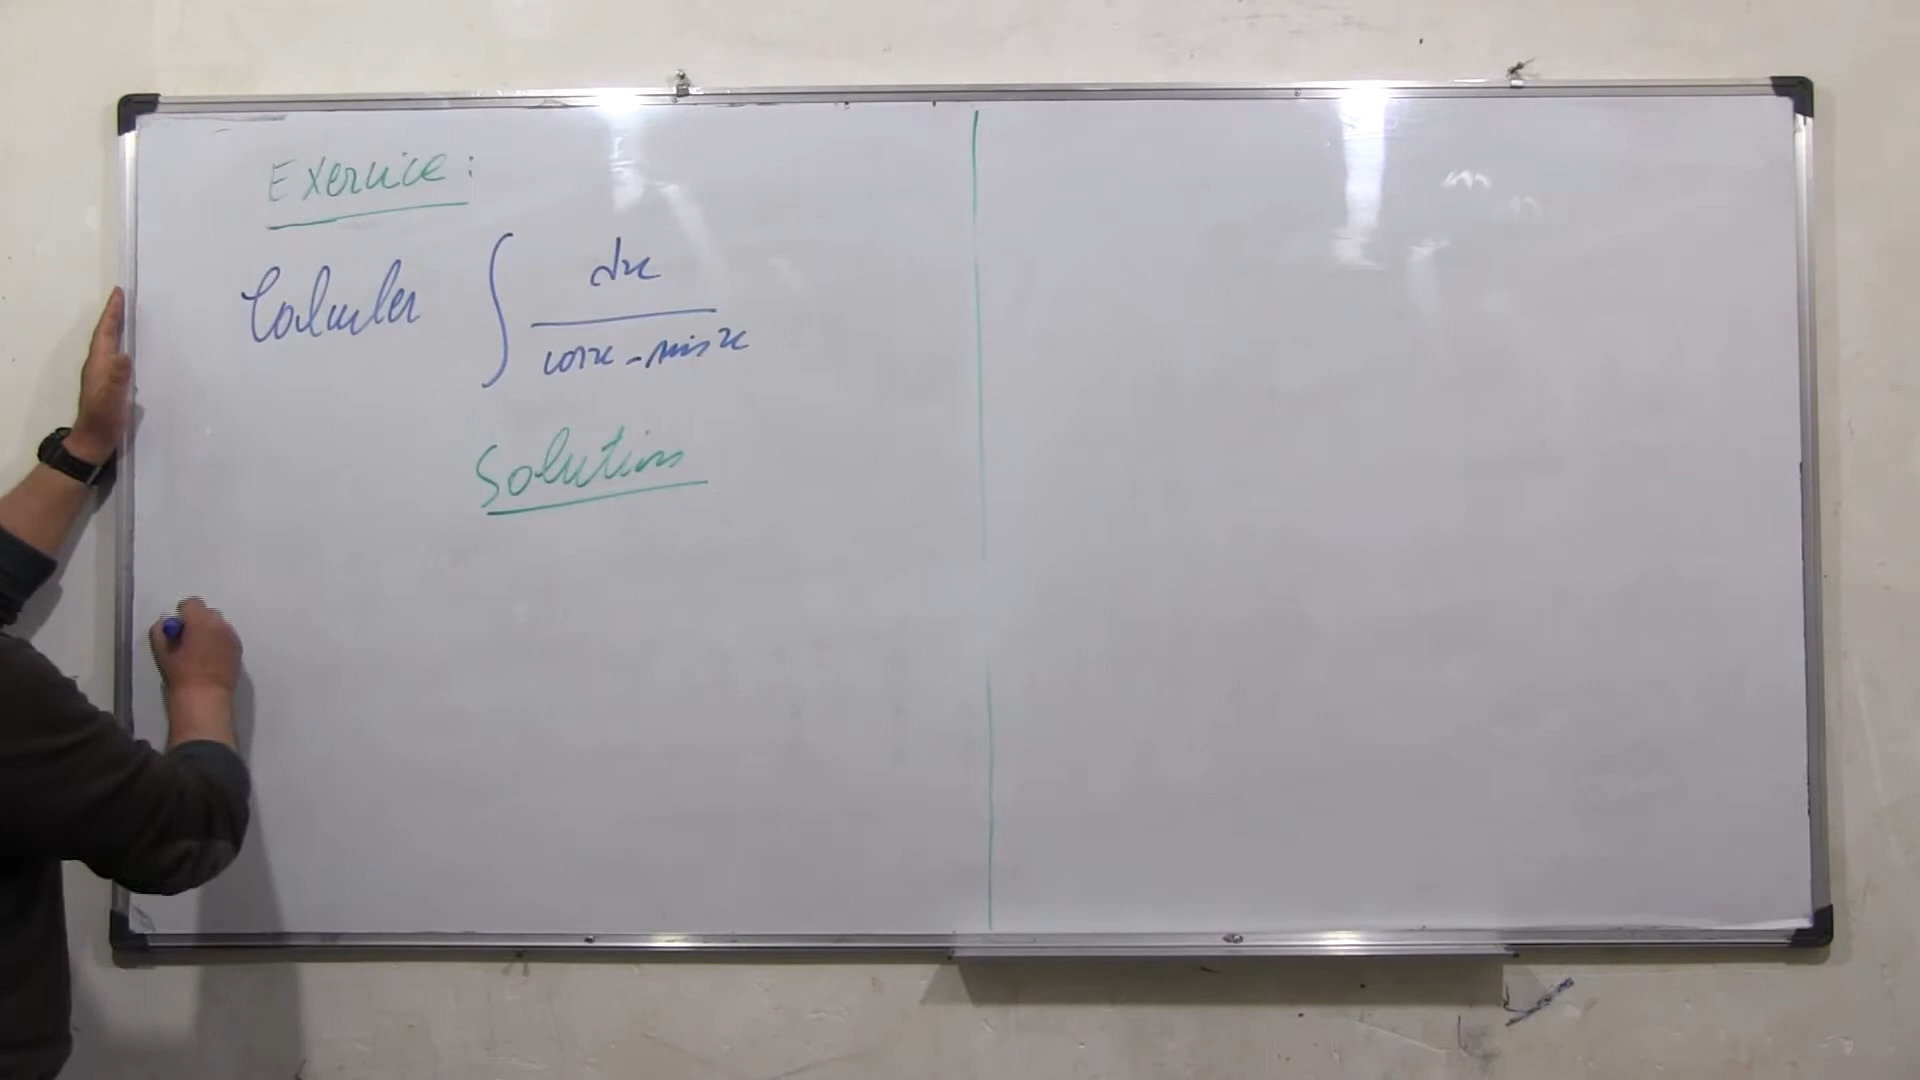 Exercice :
Calculer ∫ dx / (cosx - sinx)
Solution